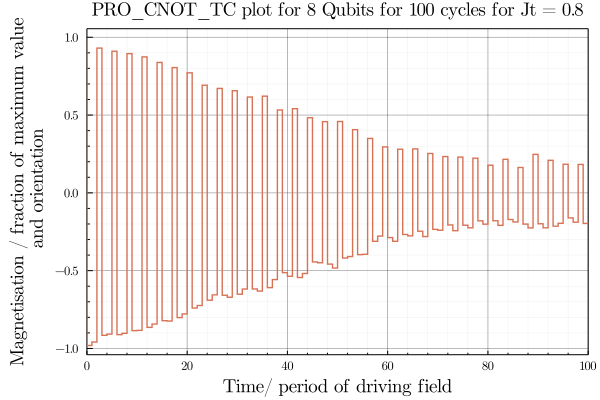 PRO_CNOT_TC plot for 8 Qubits for 100 cycles for Jt = 0.8
Magnetisation / fraction of maximum value
and orientation
1.0
0.5
0.0
−0.5
−1.0
0 20 40 60 80 100
Time/ period of driving field